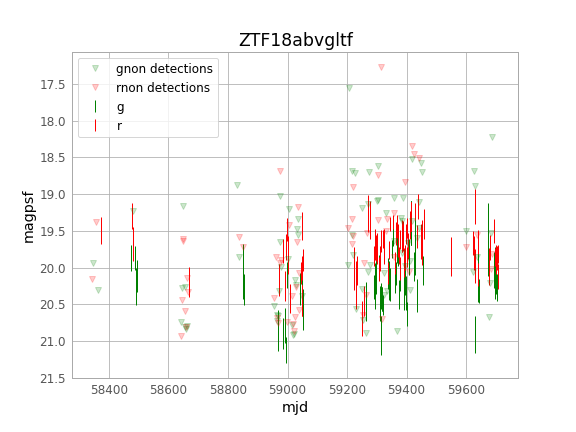 ZTF18abvgltf
gnon detections
rnon detections
g
r
magpsf
17.5
18.0
18.5
19.0
19.5
20.0
20.5
21.0
21.5
58400
58600
58800
59000
59200
59400
59600
mjd